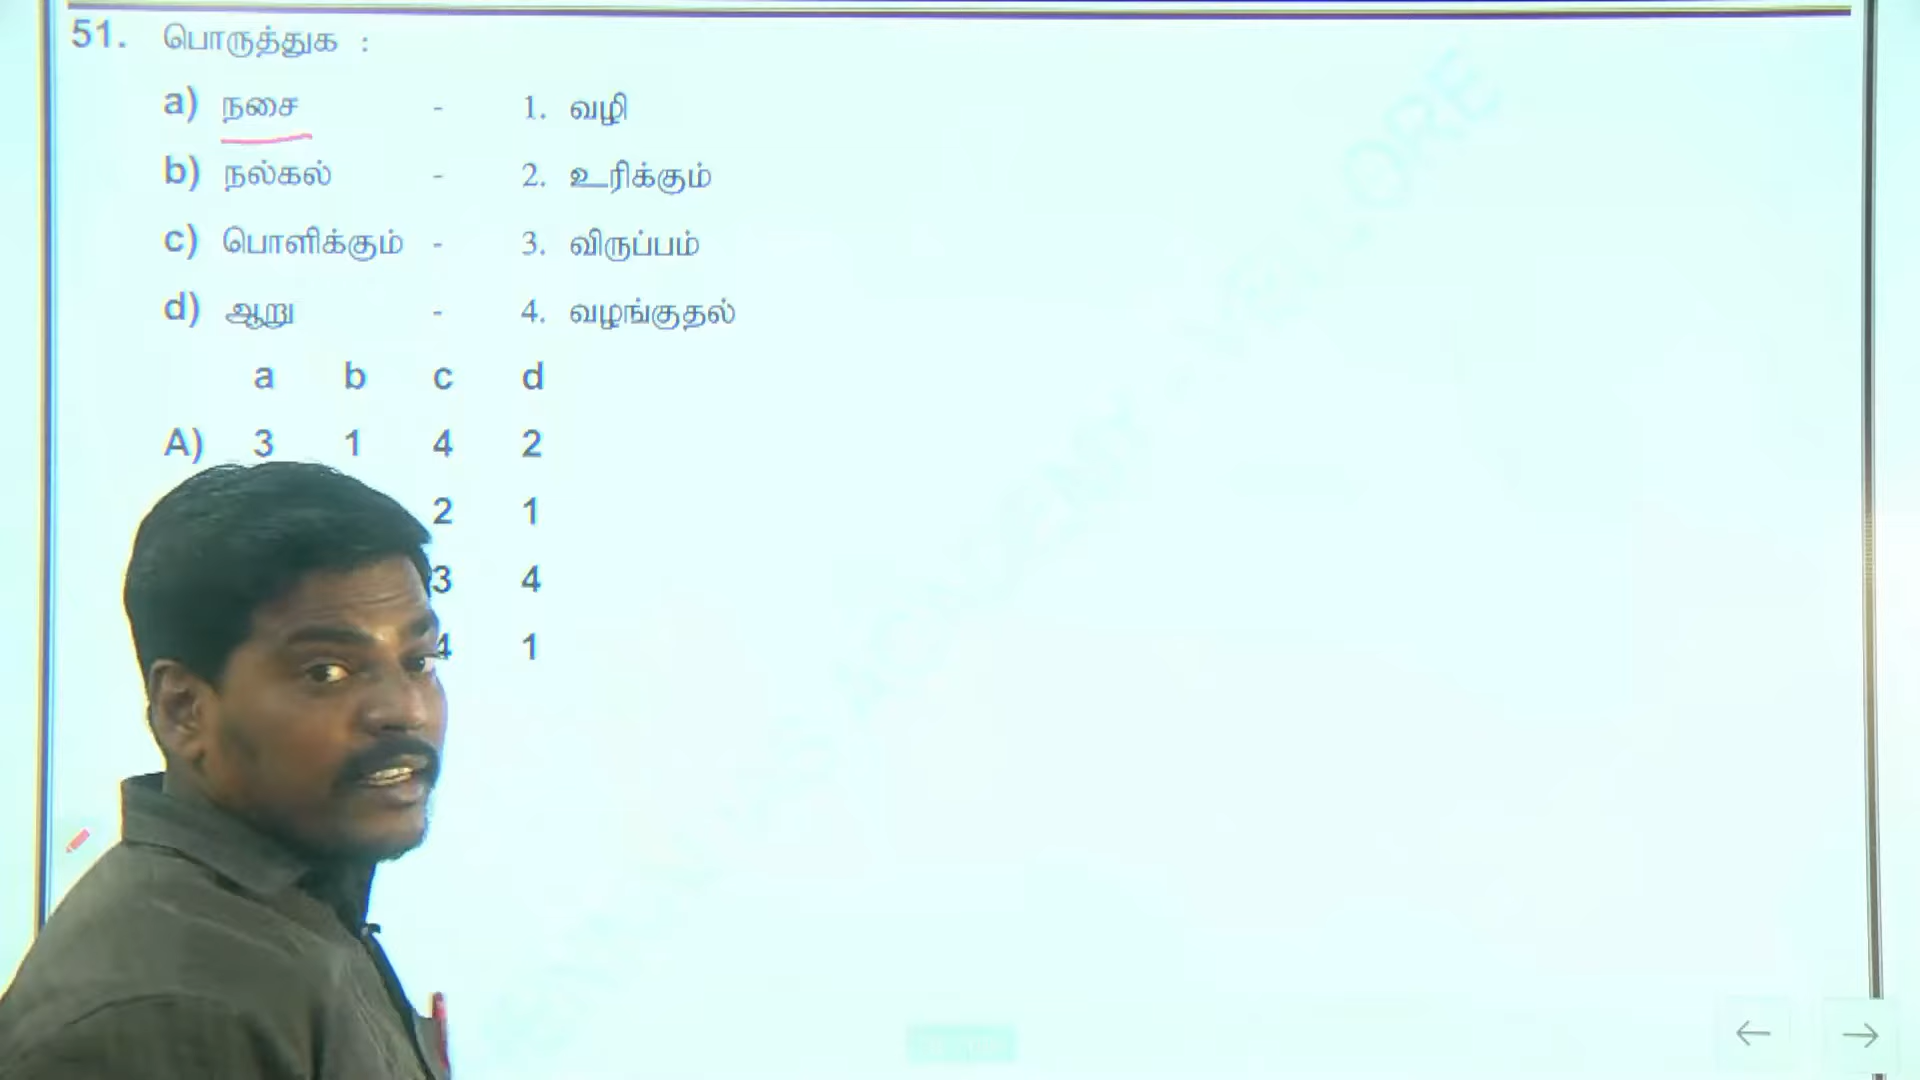 51. பொருத்துக :
a) நசை - 1. வழி
b) நல்கல் - 2. உரிக்கும்
c) பொளிக்கும் - 3. விருப்பம்
d) ஆறு - 4. வழங்குதல்
a b c d
A) 3 1 4 2
2 1
3 4
4 1